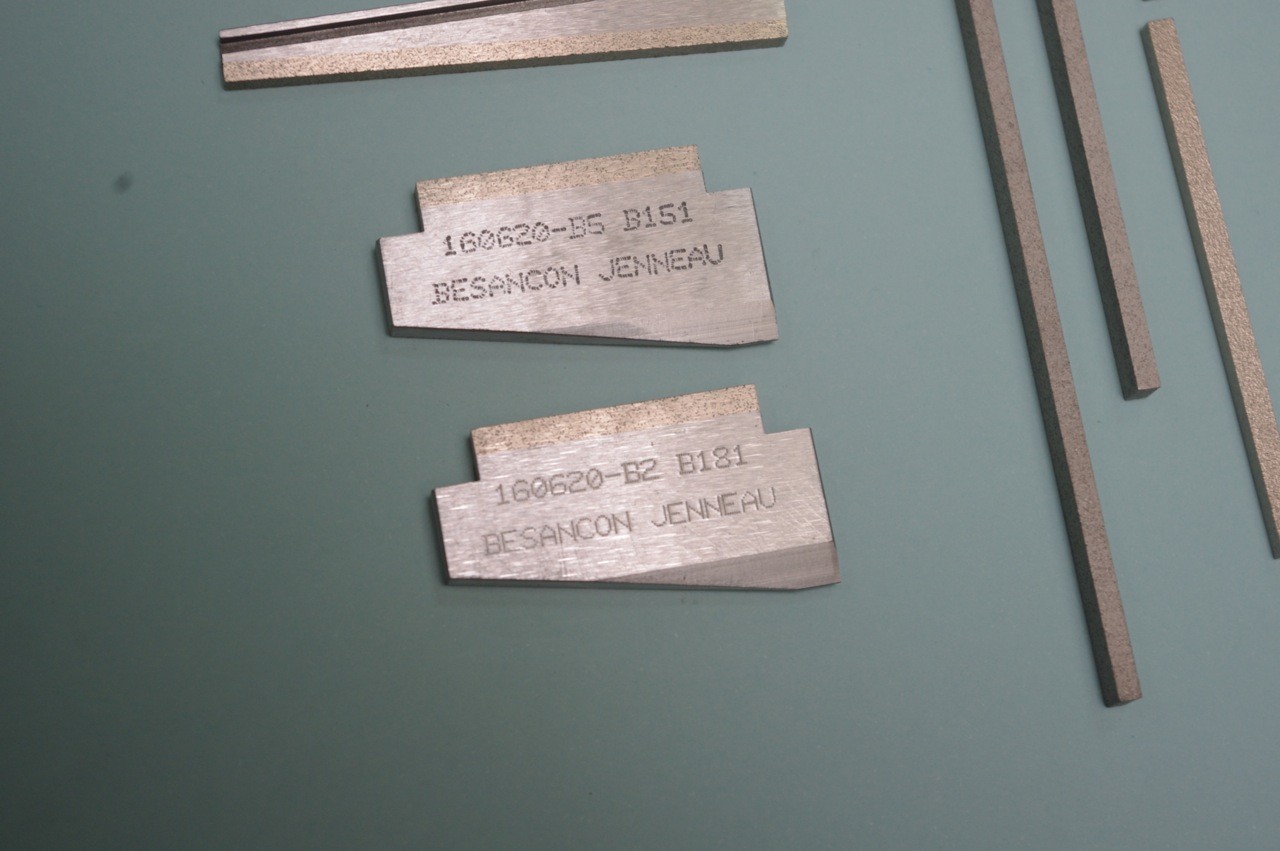 160620-B5 B151
BESANCON JENNEAU
160620-B2 B181
BESANCON JENNEAU